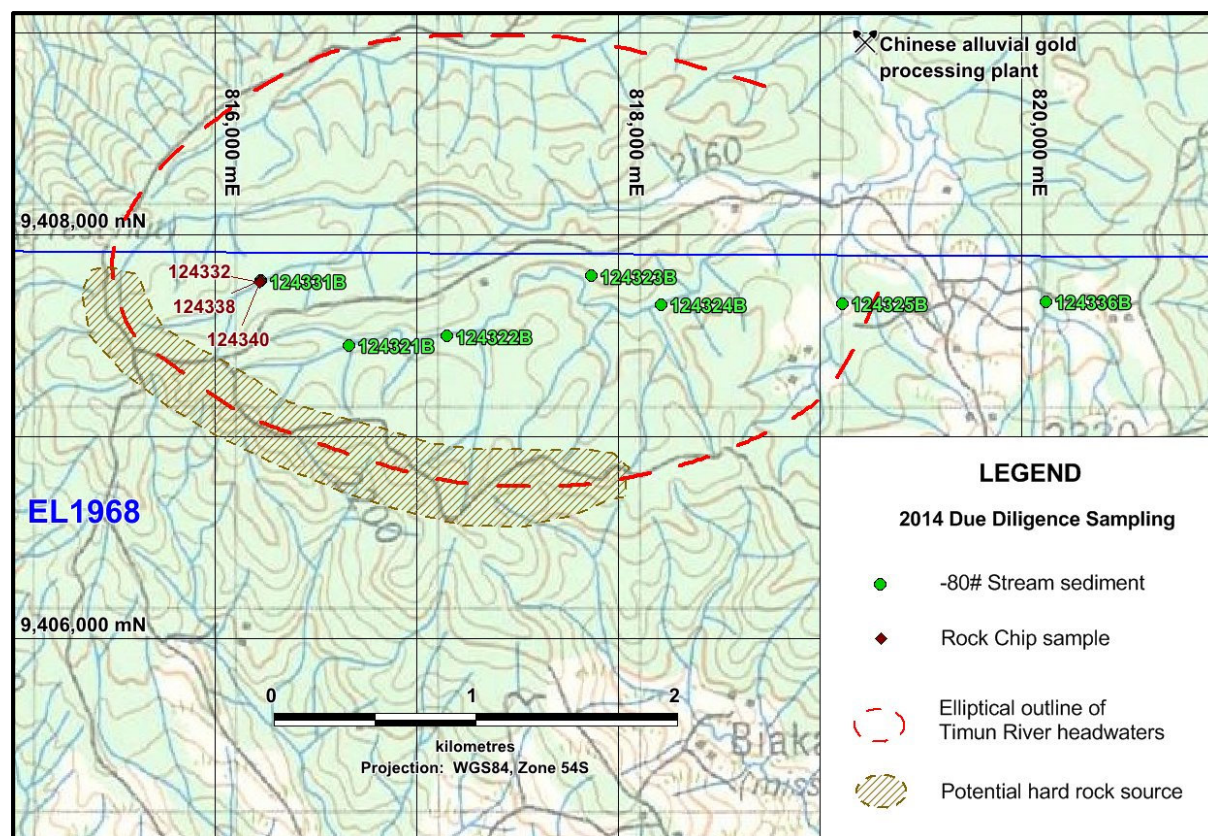 Chinese alluvial gold
processing plant
816,000 mE
818,000 mE
820,000 mE
2160
9,408,000 mN
124332
124331B
124338
124340
124323B
124324B
124325B
124336B
124322B
124321B
EL1968
LEGEND
2014 Due Diligence Sampling
-80# Stream sediment
Rock Chip sample
Elliptical outline of
Timun River headwaters
Potential hard rock source
9,406,000 mN
0 1 2
kilometres
Projection: WGS84, Zone 54S
Biaka
(miss